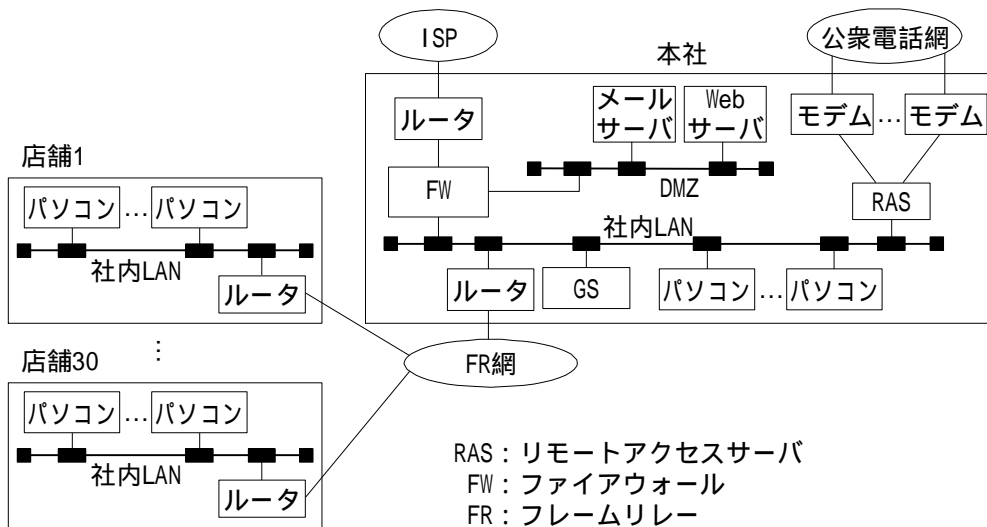 ISP
公衆電話網
本社
ルータ
メール
サーバ
Web
サーバ
モデム…モデム
店舗1
パソコン…パソコン
FW
DMZ
RAS
社内LAN
社内LAN
ルータ
ルータ
GS
パソコン…パソコン
⋮
店舗30
FR網
パソコン…パソコン
社内LAN
ルータ
RAS：リモートアクセスサーバ
FW：ファイアウォール
FR：フレームリレー